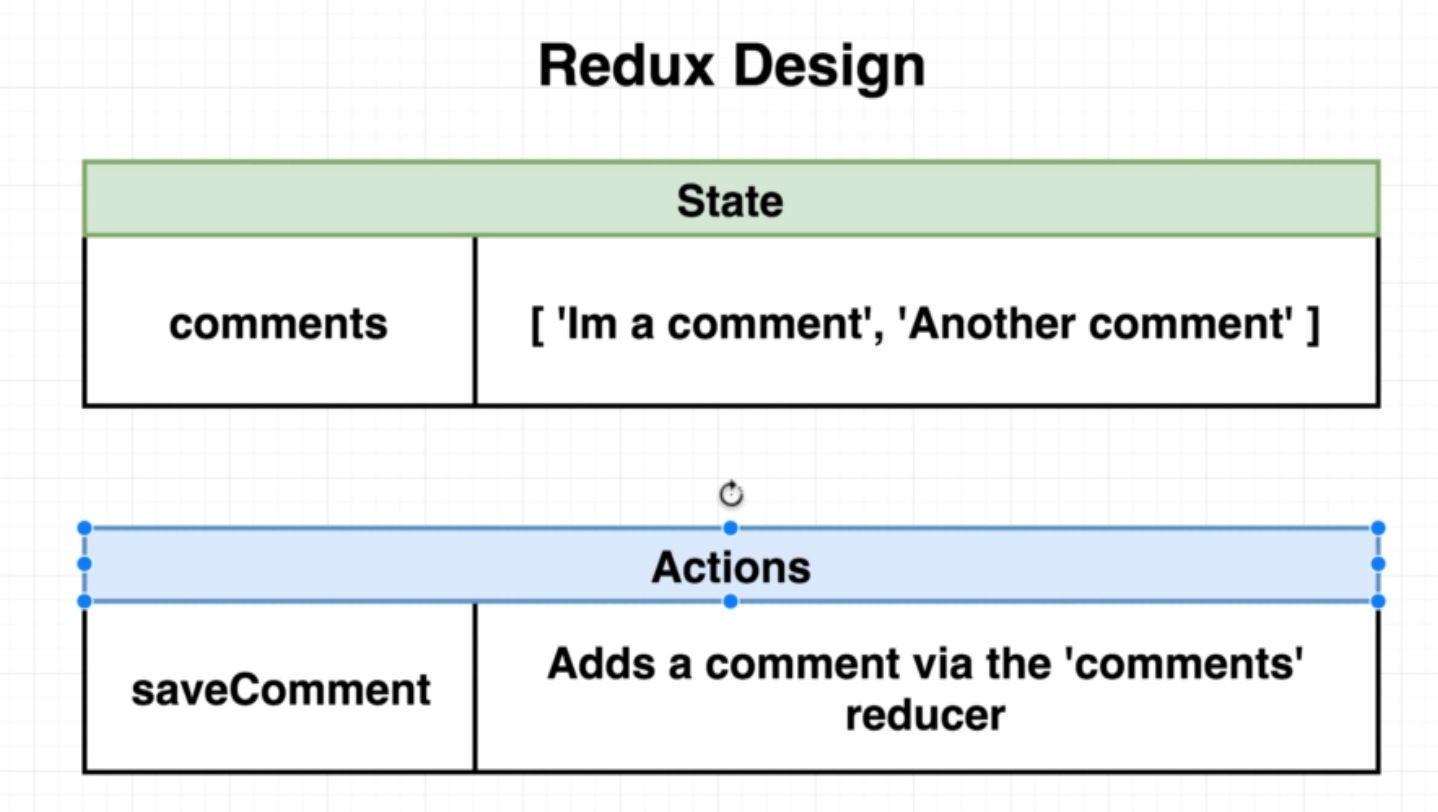 Redux Design
State
comments
[ 'Im a comment', 'Another comment' ]
Actions
saveComment
Adds a comment via the 'comments'
reducer